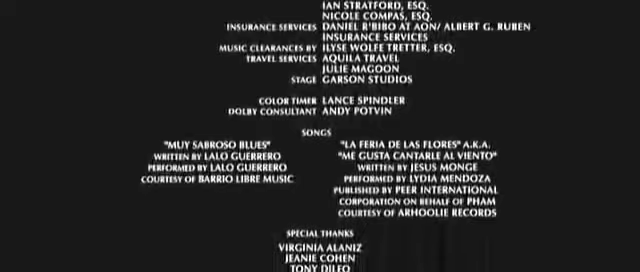 IAN STRATFORD, ESQ.
NICOLE COMPAS, ESQ.
INSURANCE SERVICES DANIEL R'BIBO AT AON/ ALBERT G. RUBEN
INSURANCE SERVICES
MUSIC CLEARANCES BY ILYSE WOLFE TRETTER, ESQ.
TRAVEL SERVICES AQUILA TRAVEL
JULIE MAGOON
STAGE GARSON STUDIOS
COLOR TIMER LANCE SPINDLER
DOLBY CONSULTANT ANDY POTVIN
SONGS
"MUY SABROSO BLUES"
WRITTEN BY LALO GUERRERO
PERFORMED BY LALO GUERRERO
COURTESY OF BARRIO LIBRE MUSIC
"LA FERIA DE LAS FLORES" A.K.A.
"ME GUSTA CANTARLE AL VIENTO"
WRITTEN BY JESUS MONGE
PERFORMED BY LYDIA MENDOZA
PUBLISHED BY PEER INTERNATIONAL
CORPORATION ON BEHALF OF PHAM
COURTESY OF ARHOOLIE RECORDS
SPECIAL THANKS
VIRGINIA ALANIZ
JEANIE COHEN
TONY DILEO